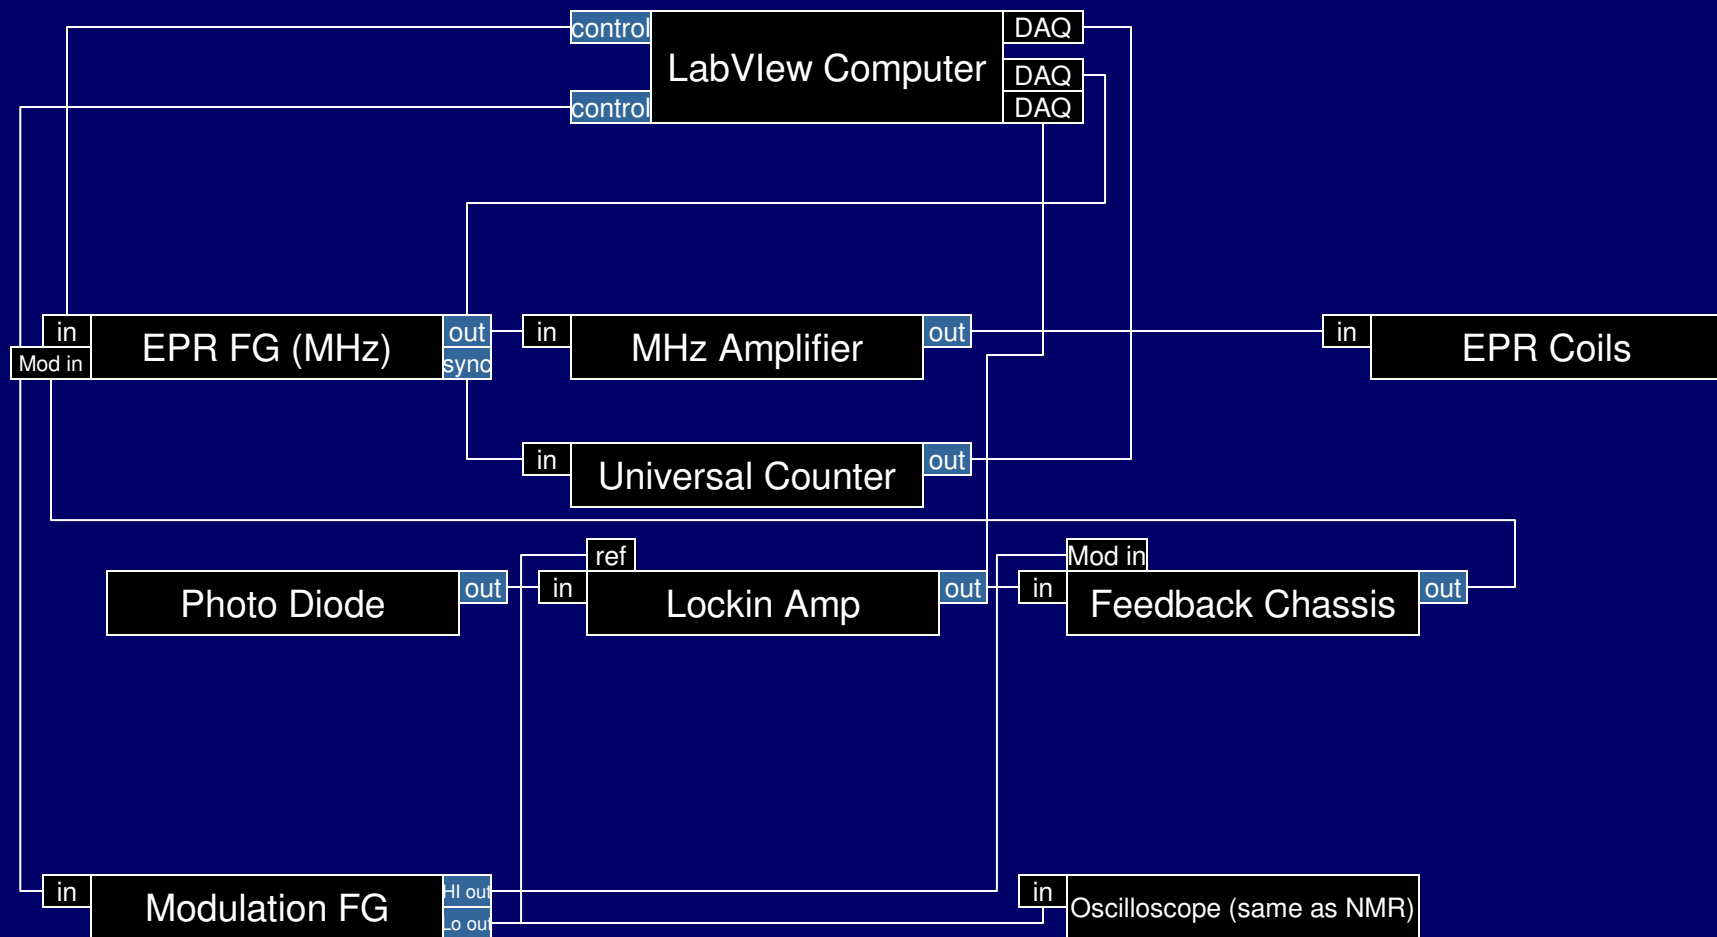 control
LabVIew Computer
DAQ
DAQ
control
DAQ
in
EPR FG (MHz)
out
Mod in
sync
in
MHz Amplifier
out
in
EPR Coils
in
Universal Counter
out
ref
Mod in
Photo Diode
out
in
Lockin Amp
out
in
Feedback Chassis
out
in
Modulation FG
HI out
Lo out
in
Oscilloscope (same as NMR)